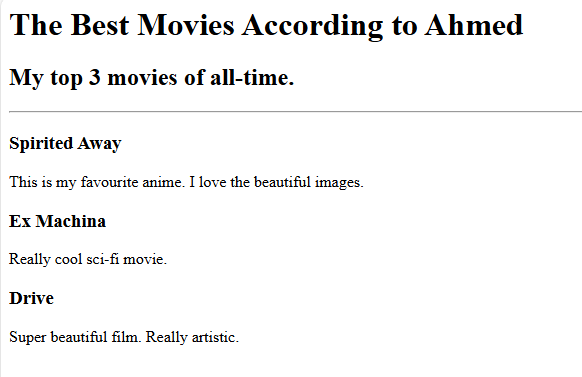 The Best Movies According to Ahmed
My top 3 movies of all-time.
Spirited Away
This is my favourite anime. I love the beautiful images.
Ex Machina
Really cool sci-fi movie.
Drive
Super beautiful film. Really artistic.